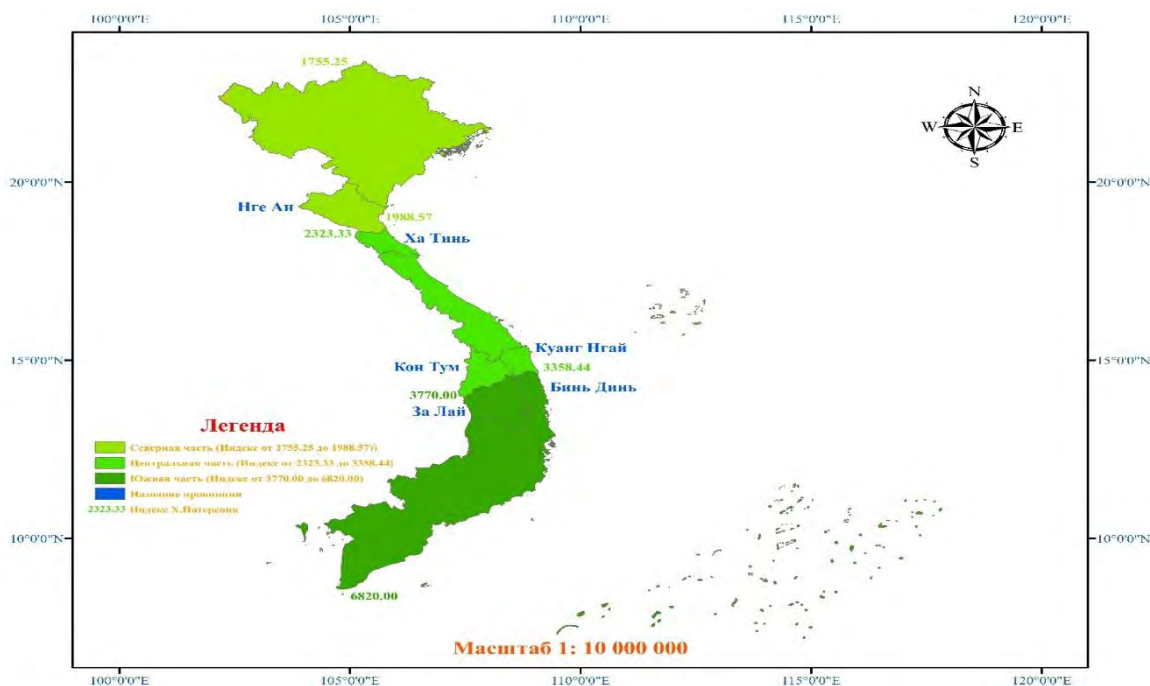 100°0'0"E 105°0'0"E 110°0'0"E 115°0'0"E 120°0'0"E
1755.25
N
W E
S
20°0'0"N 20°0'0"N
Нге Ан
1988.57
2323.33
Ха Тинь
Куанг Нгай
15°0'0"N 15°0'0"N
Кон Тум
3358.44
Бинь Динь
3770.00
За Лай
Легенда
Северная часть (Индекс от 1755.25 до 1988.57))
Центральная часть (Индекс от 2323.33 до 3358.44)
Южная часть (Индекс от 3770.00 до 6820.00)
Название провинции
2323.33 Индекс Х.Патерсона
10°0'0"N 10°0'0"N
6820.00
Масштаб 1: 10 000 000
100°0'0"E 105°0'0"E 110°0'0"E 115°0'0"E 120°0'0"E